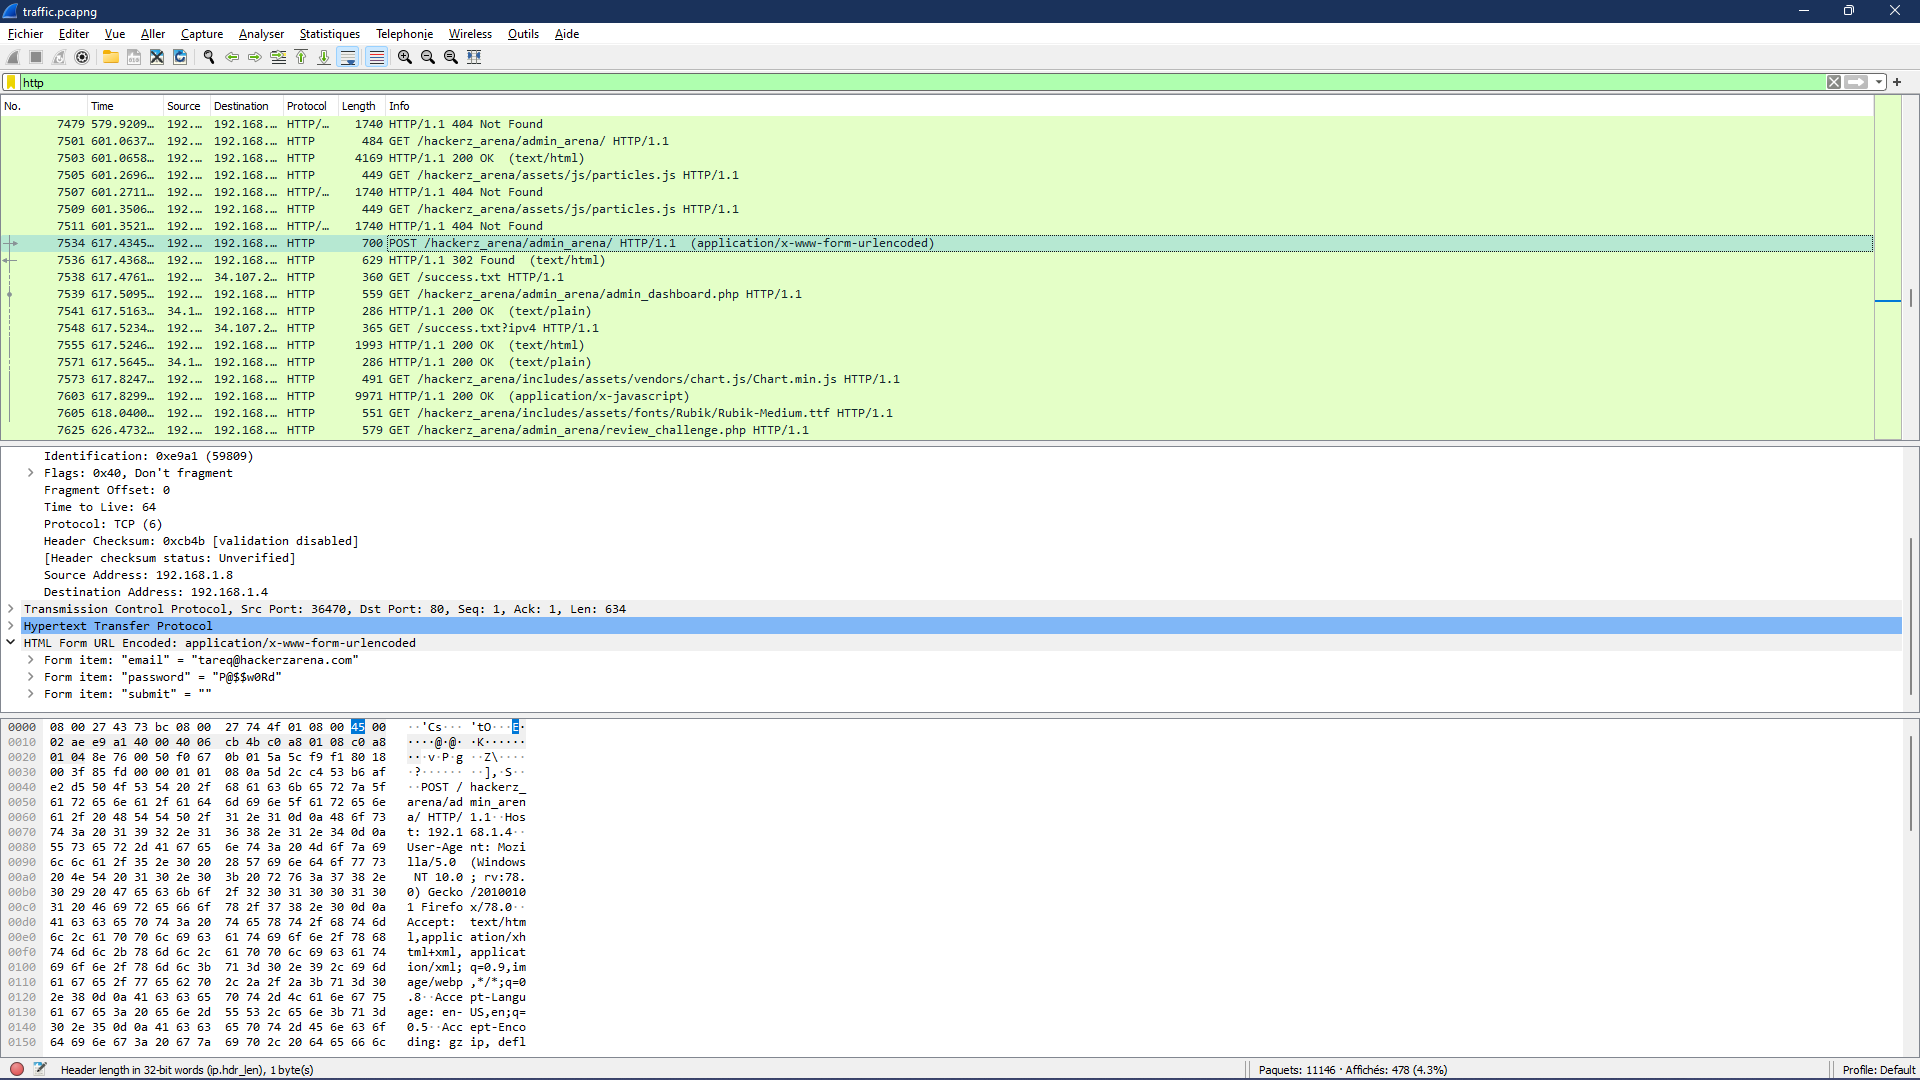 traffic.pcapng
Fichier Editer Vue Aller Capture Analyser Statistiques Telephonie Wireless Outils Aide
http
No. Time Source Destination Protocol Length Info
7479 579.9209… 192.… 192.168.… HTTP/… 1740 HTTP/1.1 404 Not Found
7501 601.0637… 192.… 192.168.… HTTP 484 GET /hackerz_arena/admin_arena/ HTTP/1.1
7503 601.0658… 192.… 192.168.… HTTP 4169 HTTP/1.1 200 OK (text/html)
7505 601.2696… 192.… 192.168.… HTTP 449 GET /hackerz_arena/assets/js/particles.js HTTP/1.1
7507 601.2711… 192.… 192.168.… HTTP/… 1740 HTTP/1.1 404 Not Found
7509 601.3506… 192.… 192.168.… HTTP 449 GET /hackerz_arena/assets/js/particles.js HTTP/1.1
7511 601.3521… 192.… 192.168.… HTTP/… 1740 HTTP/1.1 404 Not Found
7534 617.4345… 192.… 192.168.… HTTP 700 POST /hackerz_arena/admin_arena/ HTTP/1.1 (application/x-www-form-urlencoded)
7536 617.4368… 192.… 192.168.… HTTP 629 HTTP/1.1 302 Found (text/html)
7538 617.4761… 192.… 34.107.2… HTTP 360 GET /success.txt HTTP/1.1
7539 617.5095… 192.… 192.168.… HTTP 559 GET /hackerz_arena/admin_arena/admin_dashboard.php HTTP/1.1
7541 617.5163… 34.1… 192.168.… HTTP 286 HTTP/1.1 200 OK (text/plain)
7548 617.5234… 192.… 34.107.2… HTTP 365 GET /success.txt?ipv4 HTTP/1.1
7555 617.5246… 192.… 192.168.… HTTP 1993 HTTP/1.1 200 OK (text/html)
7571 617.5645… 34.1… 192.168.… HTTP 286 HTTP/1.1 200 OK (text/plain)
7573 617.8247… 192.… 192.168.… HTTP 491 GET /hackerz_arena/includes/assets/vendors/chart.js/Chart.min.js HTTP/1.1
7603 617.8299… 192.… 192.168.… HTTP 9971 HTTP/1.1 200 OK (application/x-javascript)
7605 618.0400… 192.… 192.168.… HTTP 551 GET /hackerz_arena/includes/assets/fonts/Rubik/Rubik-Medium.ttf HTTP/1.1
7625 626.4732… 192.… 192.168.… HTTP 579 GET /hackerz_arena/admin_arena/review_challenge.php HTTP/1.1
Identification: 0xe9a1 (59809)
Flags: 0x40, Don't fragment
Fragment Offset: 0
Time to Live: 64
Protocol: TCP (6)
Header Checksum: 0xcb4b [validation disabled]
[Header checksum status: Unverified]
Source Address: 192.168.1.8
Destination Address: 192.168.1.4
Transmission Control Protocol, Src Port: 36470, Dst Port: 80, Seq: 1, Ack: 1, Len: 634
Hypertext Transfer Protocol
HTML Form URL Encoded: application/x-www-form-urlencoded
Form item: "email" = "tareq@hackerzarena.com"
Form item: "password" = "P@$$w0Rd"
Form item: "submit" = ""
0000 08 00 27 43 73 bc 08 00 27 74 4f 01 08 00 45 00 ··'Cs··· 'tO···E·
0010 02 ae e9 a1 40 00 40 06 cb 4b c0 a8 01 08 c0 a8 ····@·@· ·K······
0020 01 04 8e 76 00 50 f0 67 0b 01 5a 5c f9 f1 80 18 ···v·P·g ··Z\····
0030 00 3f 85 fd 00 00 01 01 08 0a 5d 2c c4 53 b6 af ·?······ ··],·S··
0040 e2 d5 50 4f 53 54 20 2f 68 61 63 6b 65 72 7a 5f ··POST / hackerz_
0050 61 72 65 6e 61 2f 61 64 6d 69 6e 5f 61 72 65 6e arena/ad min_aren
0060 61 2f 20 48 54 54 50 2f 31 2e 31 0d 0a 48 6f 73 a/ HTTP/ 1.1··Hos
0070 74 3a 20 31 39 32 2e 31 36 38 2e 31 2e 34 0d 0a t: 192.1 68.1.4··
0080 55 73 65 72 2d 41 67 65 6e 74 3a 20 4d 6f 7a 69 User-Age nt: Mozi
0090 6c 6c 61 2f 35 2e 30 20 28 57 69 6e 64 6f 77 73 lla/5.0 (Windows
00a0 20 4e 54 20 31 30 2e 30 3b 20 72 76 3a 37 38 2e NT 10.0 ; rv:78.
00b0 30 29 20 47 65 63 6b 6f 2f 32 30 31 30 30 31 30 0) Gecko /2010010
00c0 31 20 46 69 72 65 66 6f 78 2f 37 38 2e 30 0d 0a 1 Firefo x/78.0··
00d0 41 63 63 65 70 74 3a 20 74 65 78 74 2f 68 74 6d Accept: text/htm
00e0 6c 2c 61 70 70 6c 69 63 61 74 69 6f 6e 2f 78 68 l,applic ation/xh
00f0 74 6d 6c 2b 78 6d 6c 2c 61 70 70 6c 69 63 61 74 tml+xml, applicat
0100 69 6f 6e 2f 78 6d 6c 3b 71 3d 30 2e 39 2c 69 6d ion/xml; q=0.9,im
0110 61 67 65 2f 77 65 62 70 2c 2a 2f 2a 3b 71 3d 30 age/webp ,*/*;q=0
0120 2e 38 0d 0a 41 63 63 65 70 74 2d 4c 61 6e 67 75 .8··Acce pt-Langu
0130 61 67 65 3a 20 65 6e 2d 55 53 2c 65 6e 3b 71 3d age: en- US,en;q=
0140 30 2e 35 0d 0a 41 63 63 65 70 74 2d 45 6e 63 6f 0.5··Acc ept-Enco
0150 64 69 6e 67 3a 20 67 7a 69 70 2c 20 64 65 66 6c ding: gz ip, defl
Header length in 32-bit words (ip.hdr_len), 1 byte(s) Paquets: 11146 · Affichés: 478 (4.3%) Profile: Default